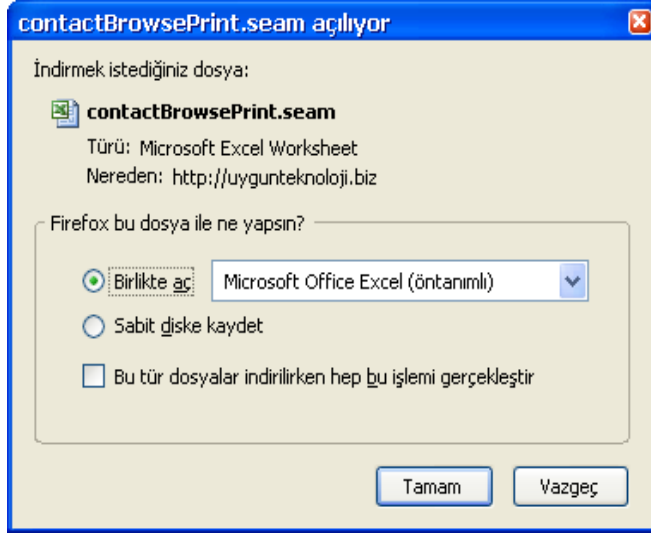 contactBrowsePrint.seam açılıyor
İndirmek istediğiniz dosya:
contactBrowsePrint.seam
Türü: Microsoft Excel Worksheet
Nereden: http://uygunteknoloji.biz
Firefox bu dosya ile ne yapsın?
Birlikte aç Microsoft Office Excel (öntanımlı)
Sabit diske kaydet
Bu tür dosyalar indirilirken hep bu işlemi gerçekleştir
Tamam Vazgeç